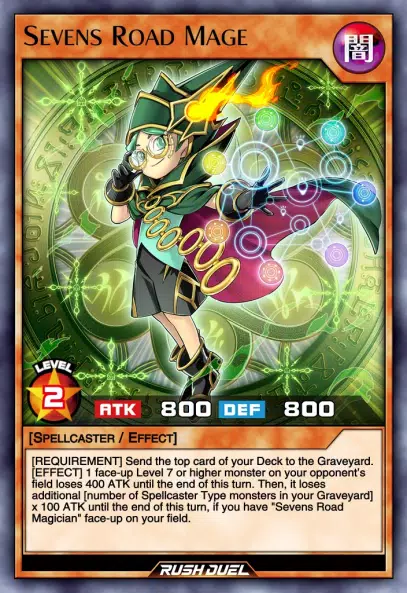 SEVENS ROAD MAGE
闇
LEVEL
2
ATK 800 DEF 800
[SPELLCASTER / EFFECT]
[REQUIREMENT] Send the top card of your Deck to the Graveyard.
[EFFECT] 1 face-up Level 7 or higher monster on your opponent's
field loses 400 ATK until the end of this turn. Then, it loses
additional [number of Spellcaster Type monsters in your Graveyard]
x 100 ATK until the end of this turn, if you have "Sevens Road
Magician" face-up on your field.
RUSH DUEL